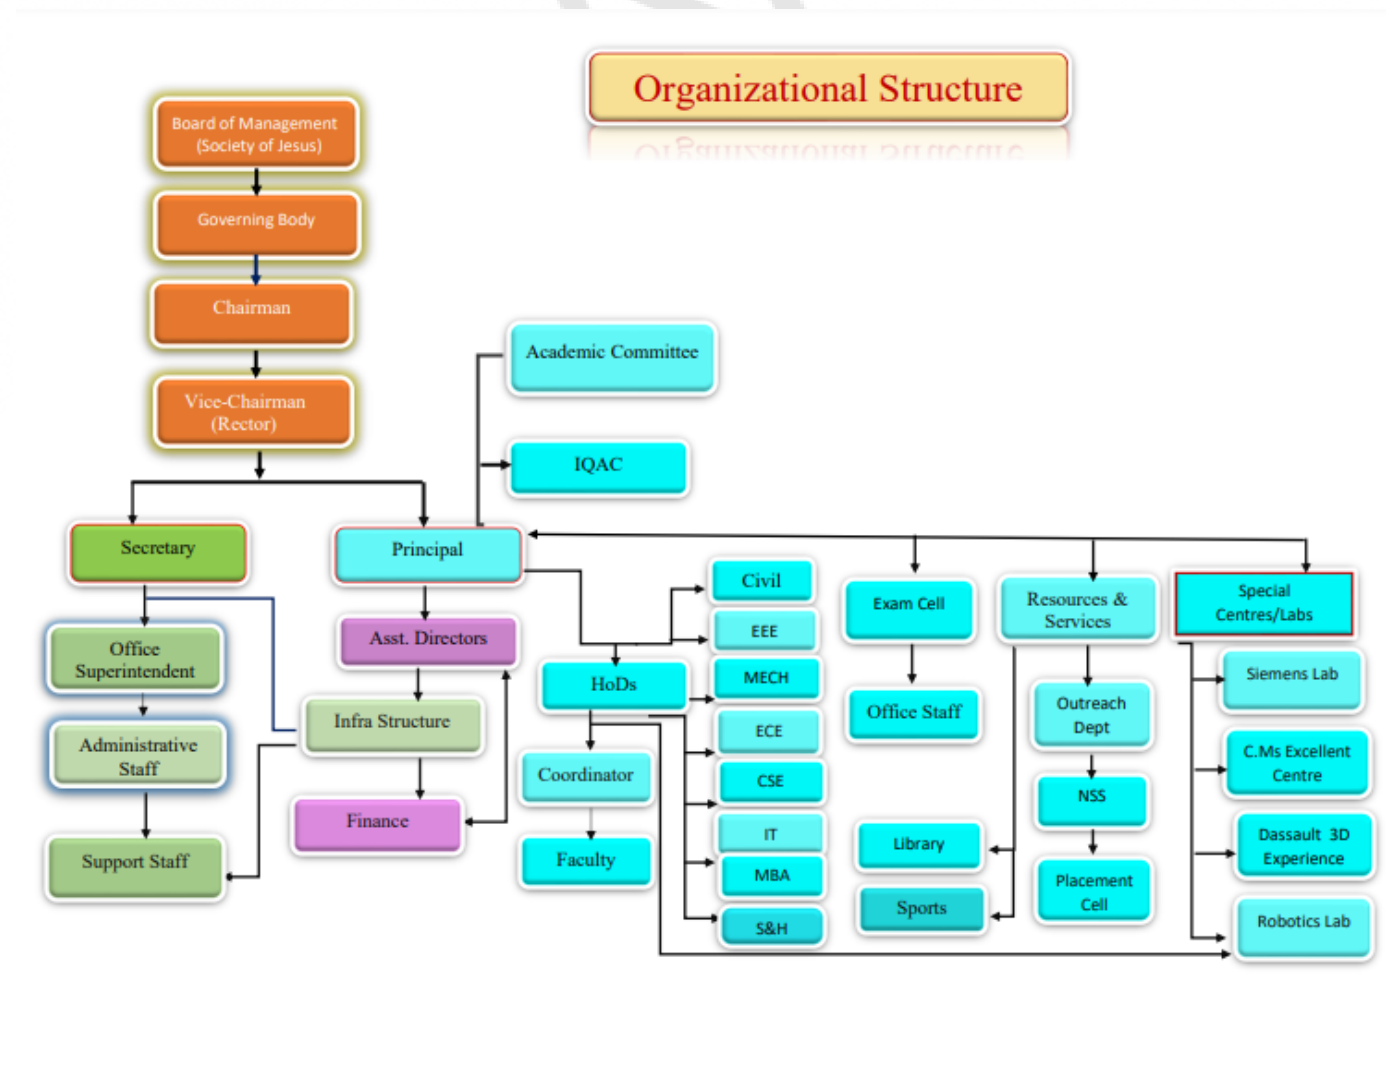 Organizational Structure
Board of Management
(Society of Jesus)
Governing Body
Chairman
Vice-Chairman
(Rector)
Academic Committee
IQAC
Secretary
Principal
Office
Superintendent
Administrative
Staff
Support Staff
Asst. Directors
Infra Structure
Finance
HoDs
Coordinator
Faculty
Civil
EEE
MECH
ECE
CSE
IT
MBA
S&H
Exam Cell
Office Staff
Library
Sports
Resources &
Services
Outreach
Dept
NSS
Placement
Cell
Special
Centres/Labs
Siemens Lab
C.Ms Excellent
Centre
Dassault 3D
Experience
Robotics Lab